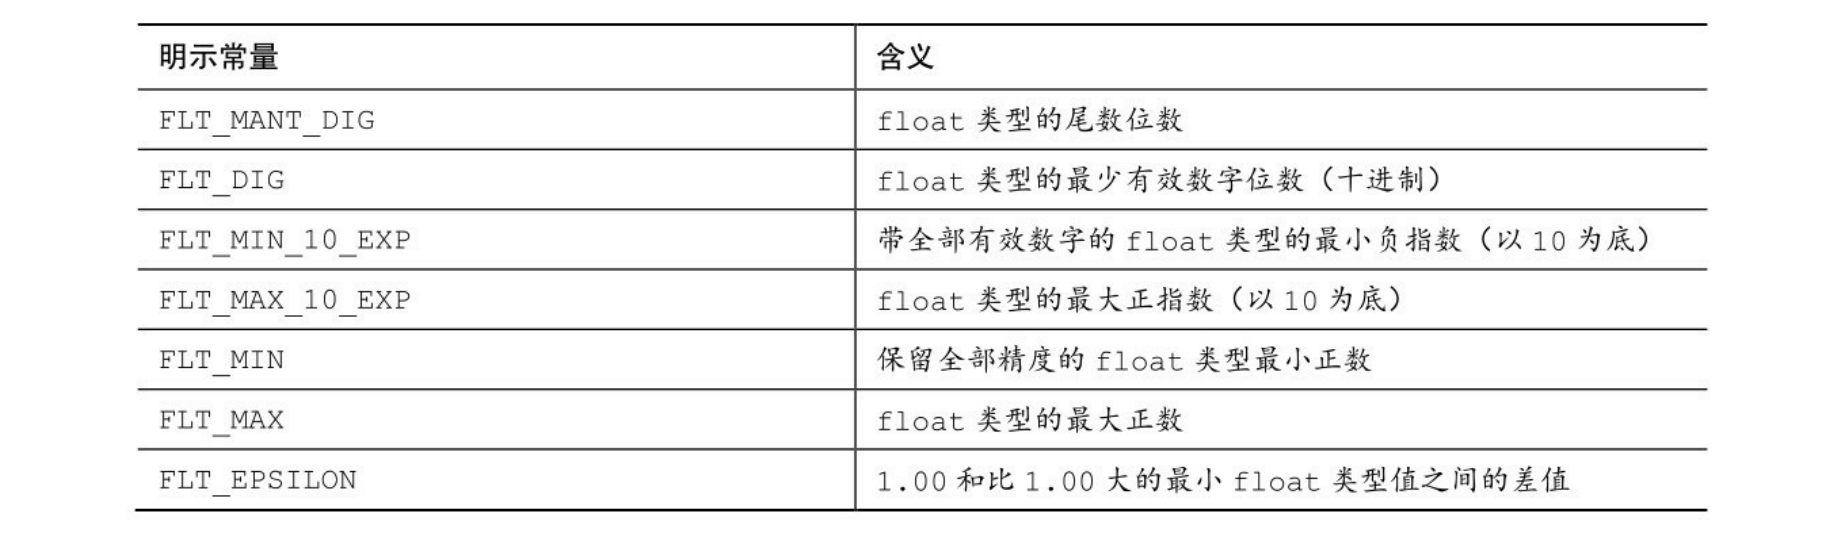 明示常量 含义
FLT_MANT_DIG float 类型的尾数位数
FLT_DIG float 类型的最少有效数字位数（十进制）
FLT_MIN_10_EXP 带全部有效数字的 float 类型的最小负指数（以 10 为底）
FLT_MAX_10_EXP float 类型的最大正指数（以 10 为底）
FLT_MIN 保留全部精度的 float 类型最小正数
FLT_MAX float 类型的最大正数
FLT_EPSILON 1.00 和比 1.00 大的最小 float 类型值之间的差值